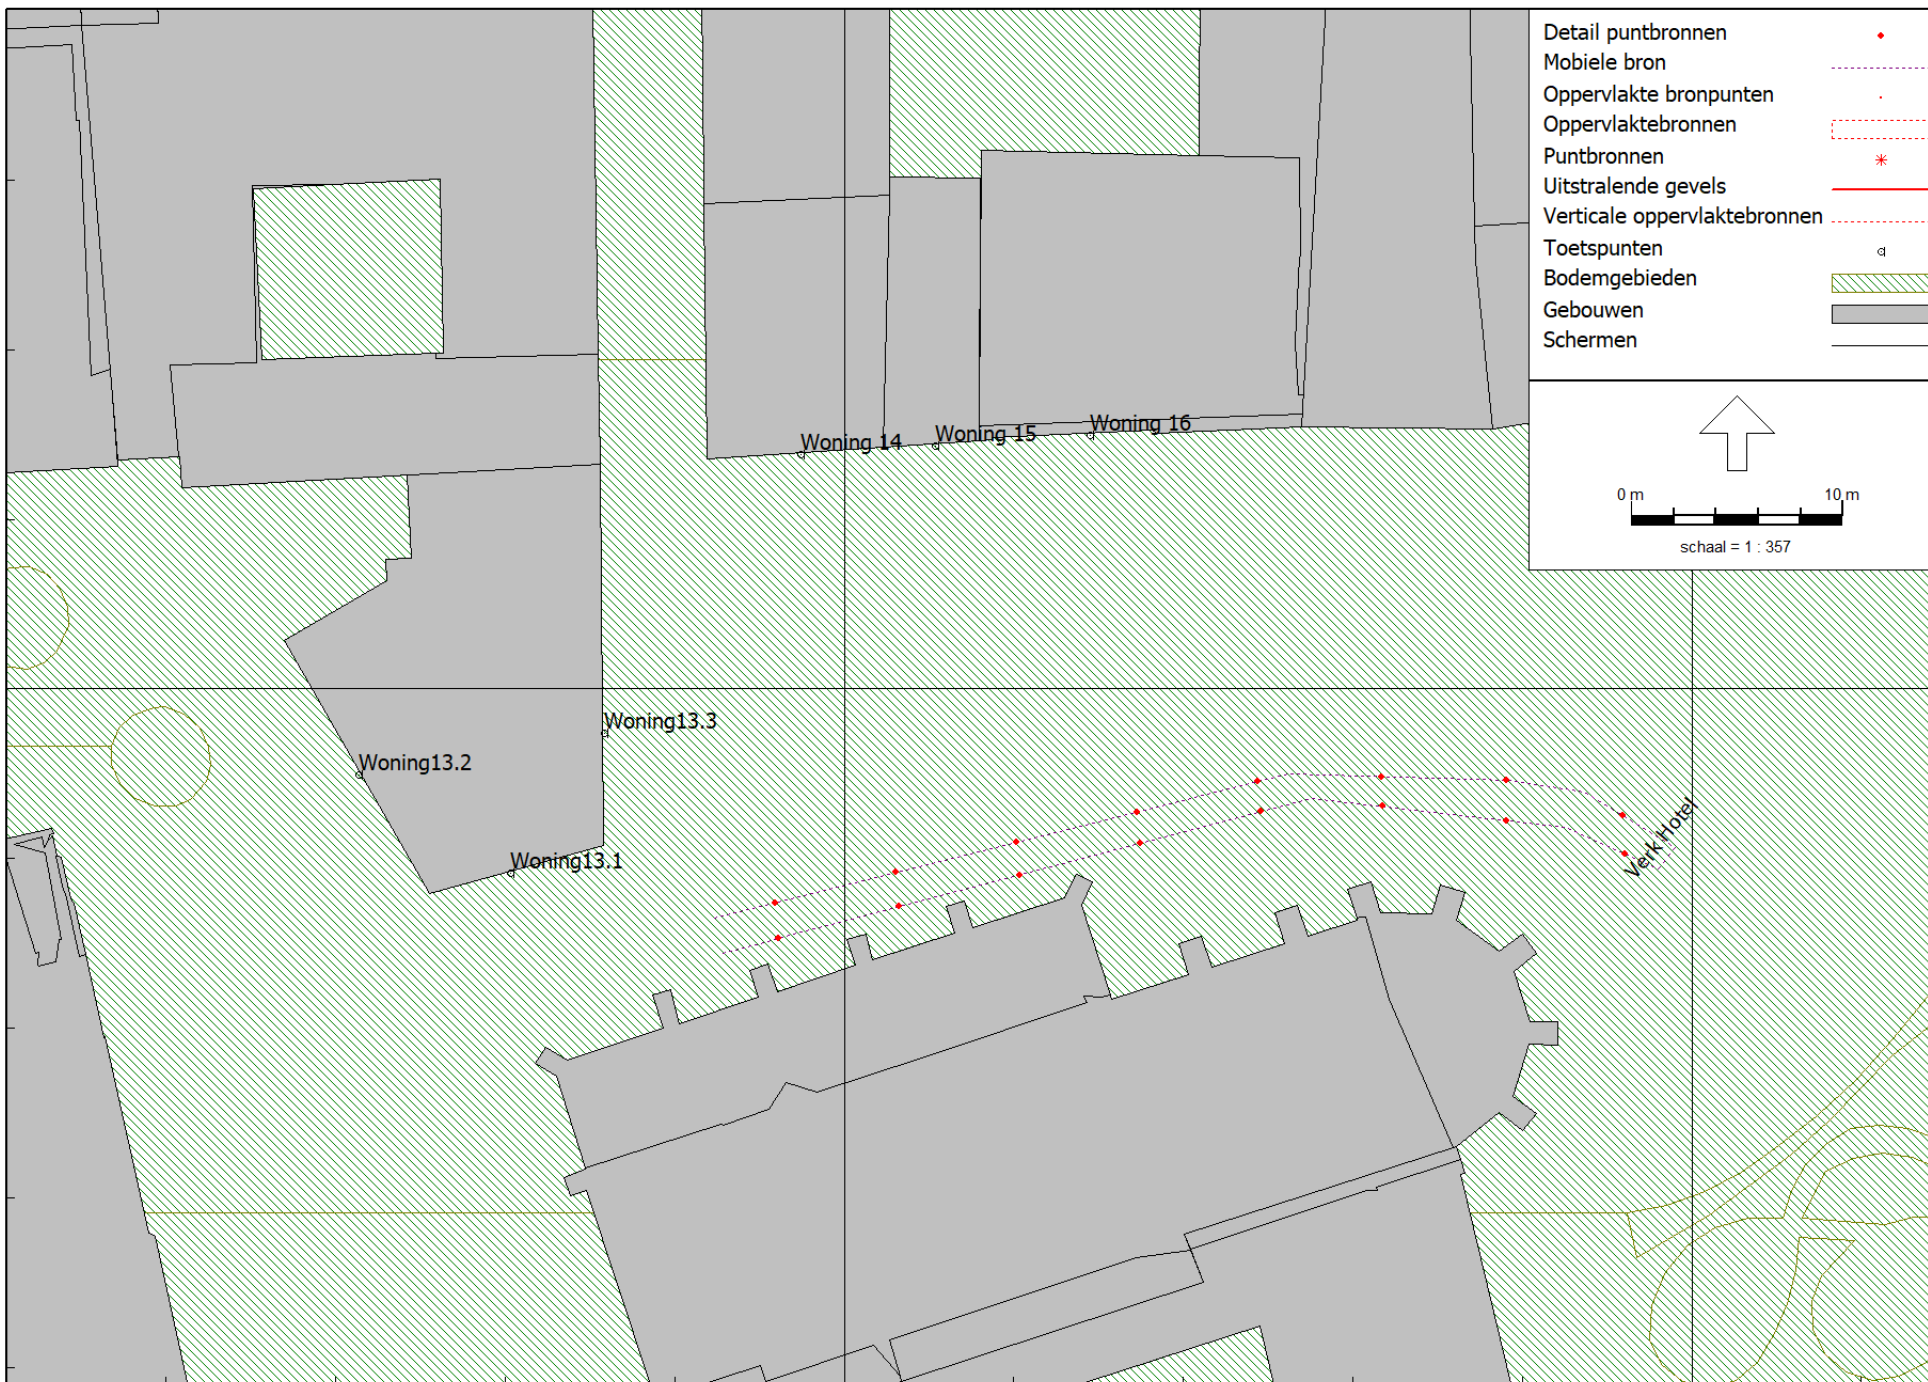 Detail puntbronnen
Mobiele bron
Oppervlakte bronpunten
Oppervlaktebronnen
Puntbronnen
Uitstralende gevels
Verticale oppervlaktebronnen
Toetspunten
Bodemgebieden
Gebouwen
Schermen
0 m 10 m
schaal = 1 : 357
Woning 14
Woning 15
Woning 16
Woning13.3
Woning13.2
Woning13.1
Verk Hotel